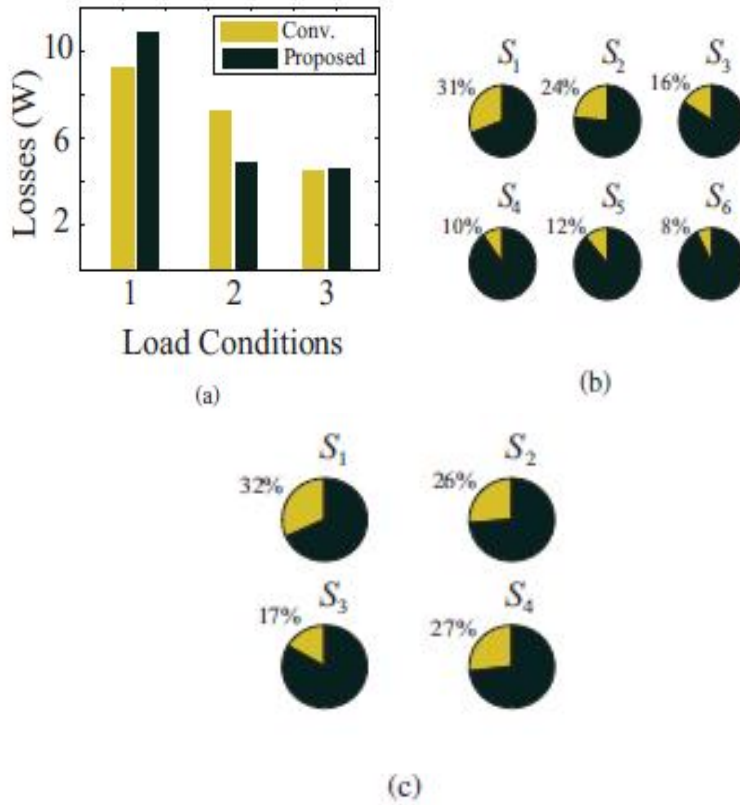 10
6
2
Losses (W)
Conv.
Proposed
1 2 3
Load Conditions
(a)
S1 S2 S3
31% 24% 16%
S4 S5 S6
10% 12% 8%
(b)
S1 S2
32% 26%
S3 S4
17% 27%
(c)